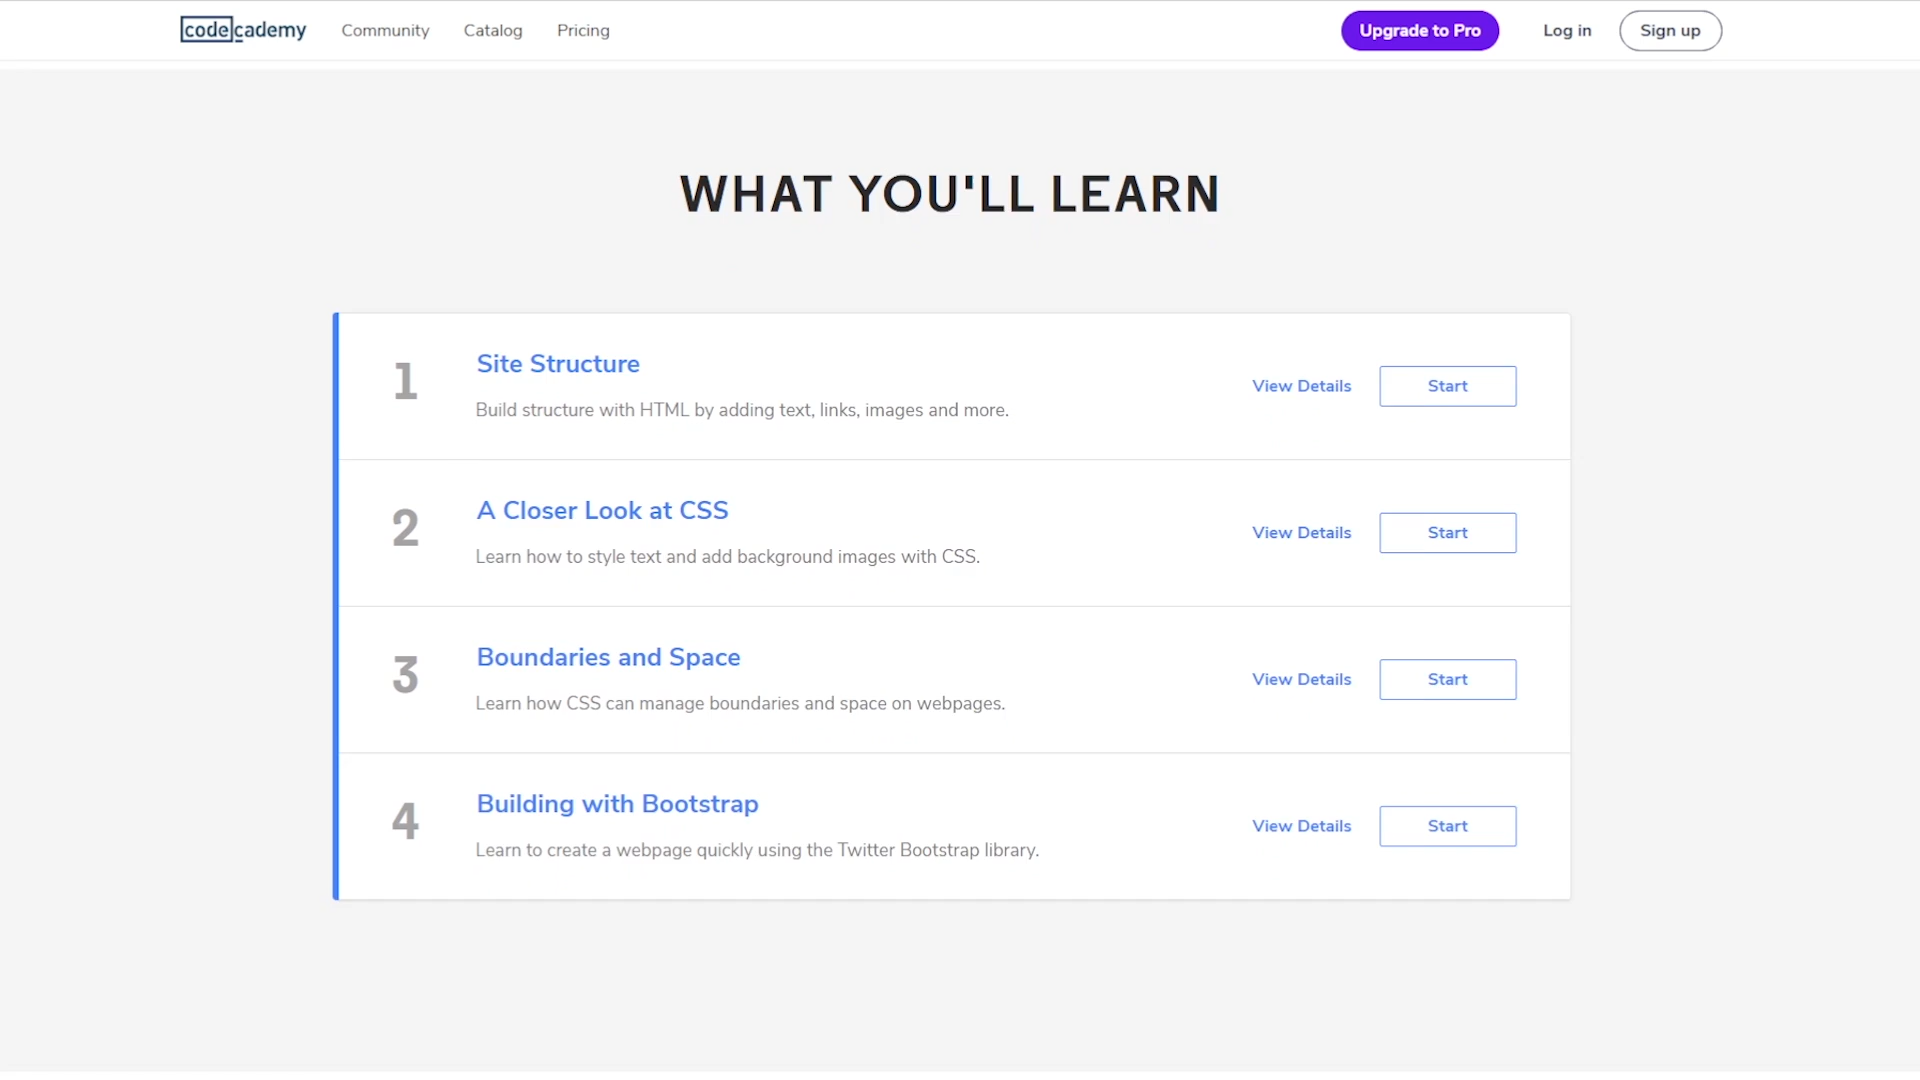 codecademy Community Catalog Pricing Upgrade to Pro Log in Sign up
WHAT YOU'LL LEARN
1 Site Structure
Build structure with HTML by adding text, links, images and more.
View Details Start
2 A Closer Look at CSS
Learn how to style text and add background images with CSS.
View Details Start
3 Boundaries and Space
Learn how CSS can manage boundaries and space on webpages.
View Details Start
4 Building with Bootstrap
Learn to create a webpage quickly using the Twitter Bootstrap library.
View Details Start